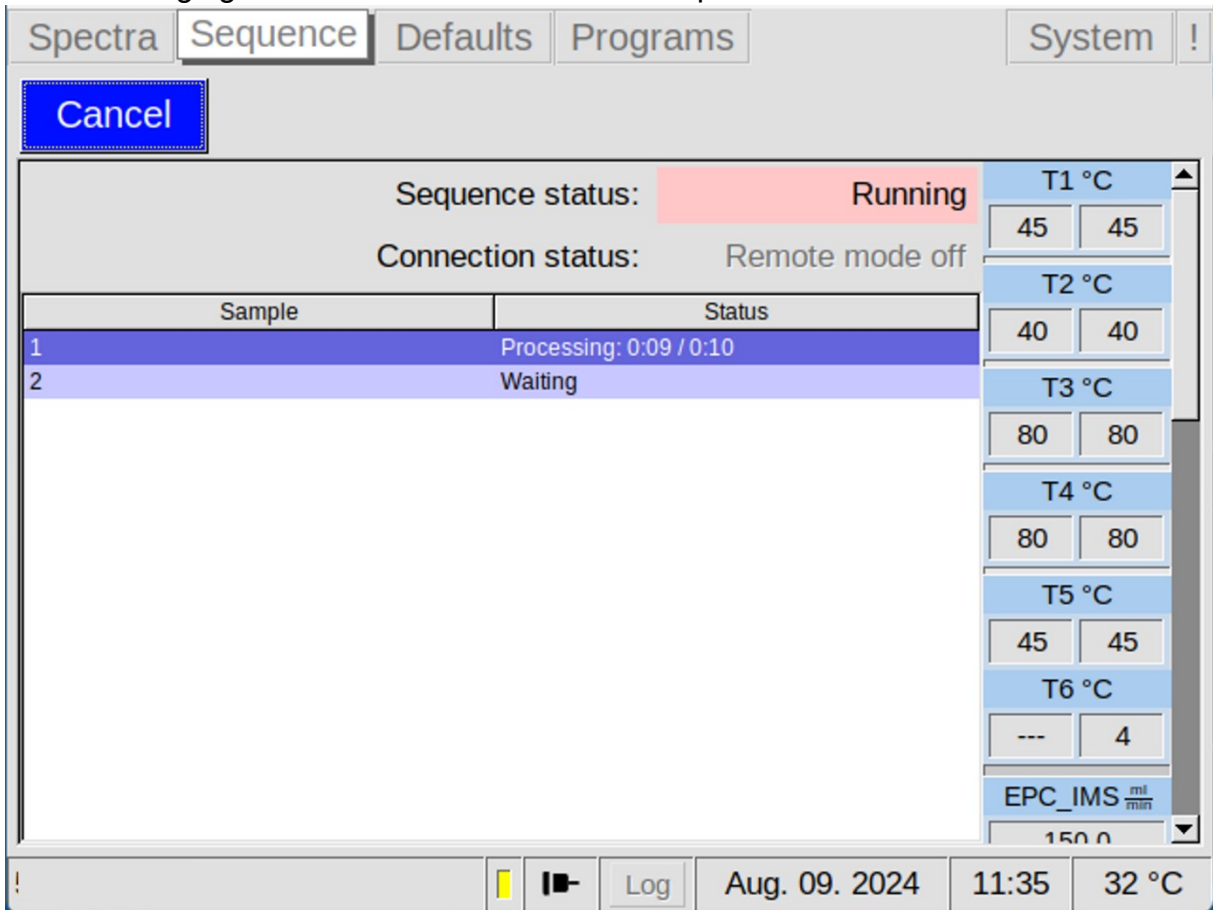 Spectra Sequence Defaults Programs System !
Cancel
Sequence status: Running
Connection status: Remote mode off
Sample Status
1 Processing: 0:09 / 0:10
2 Waiting
T1 °C
45 45
T2 °C
40 40
T3 °C
80 80
T4 °C
80 80
T5 °C
45 45
T6 °C
--- 4
EPC_IMS ml/min
150.0
Log Aug. 09. 2024 11:35 32 °C